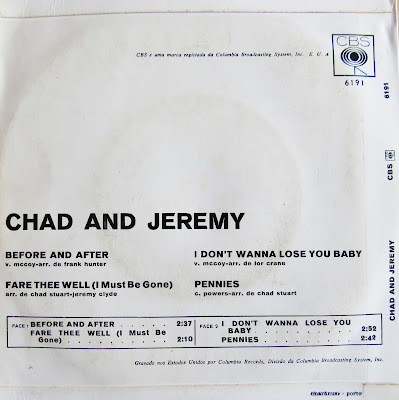 CBS é uma marca registada da Columbia Broadcasting System, Inc. E. U. A
CBS
6191
6191
CBS
CHAD AND JEREMY
CHAD AND JEREMY
BEFORE AND AFTER
v. mccoy-arr. de frank hunter
I DON'T WANNA LOSE YOU BABY
v. mccoy-arr. de lor crane
FARE THEE WELL (I Must Be Gone)
arr. de chad stuart-jeremy clyde
PENNIES
c. powers-arr. de chad stuart
FACE 1 BEFORE AND AFTER . . . . . 2:37
FARE THEE WELL (I Must Be
Gone) . . . . . . . . . . 2:10
FACE 2 I DON'T WANNA LOSE YOU
BABY . . . . . . . . . . 2:52
PENNIES . . . . . . . . . 2:42
Gravado nos Estados Unidos por Columbia Records, Divisão da Columbia Broadcasting System, Inc.